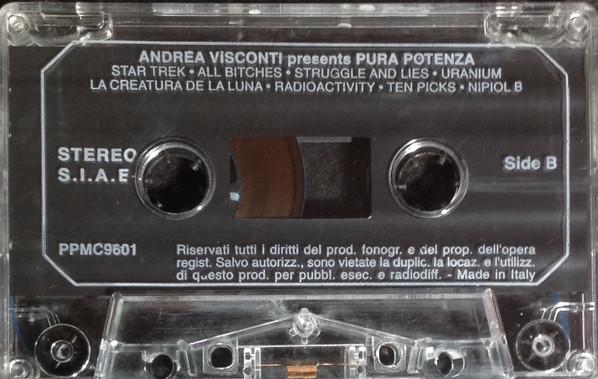 ANDREA VISCONTI presents PURA POTENZA
STAR TREK • ALL BITCHES • STRUGGLE AND LIES • URANIUM
LA CREATURA DE LA LUNA • RADIOACTIVITY • TEN PICKS • NIPIOL B
STEREO
S.I.A.E
Side B
PPMC9601
Riservati tutti i diritti del prod. fonogr. e del prop. dell'opera
regist. Salvo autorizz., sono vietate la duplic. la locaz. e l'utilizz.
di questo prod. per pubbl. esec. e radiodiff. - Made in Italy